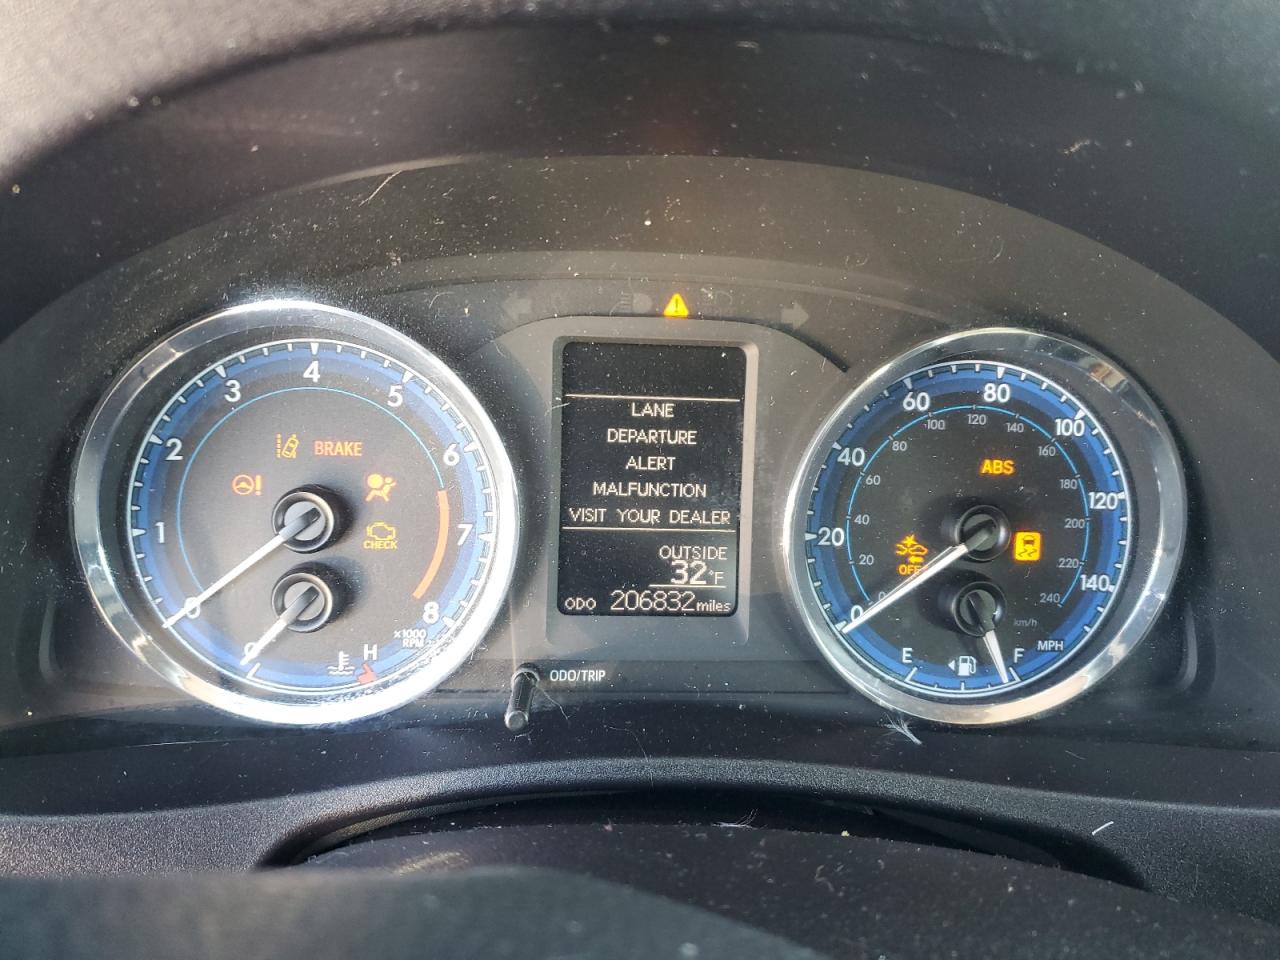 0
1
2
3
4
5
6
7
8
x1000
RPM
BRAKE
CHECK
H
LANE
DEPARTURE
ALERT
MALFUNCTION
VISIT YOUR DEALER
OUTSIDE
32°F
ODO 206832 miles
ODO/TRIP
0
20
40
60
80
100
120
140
MPH
0
20
40
60
80
100
120
140
160
180
200
220
240
km/h
ABS
OFF
E
F